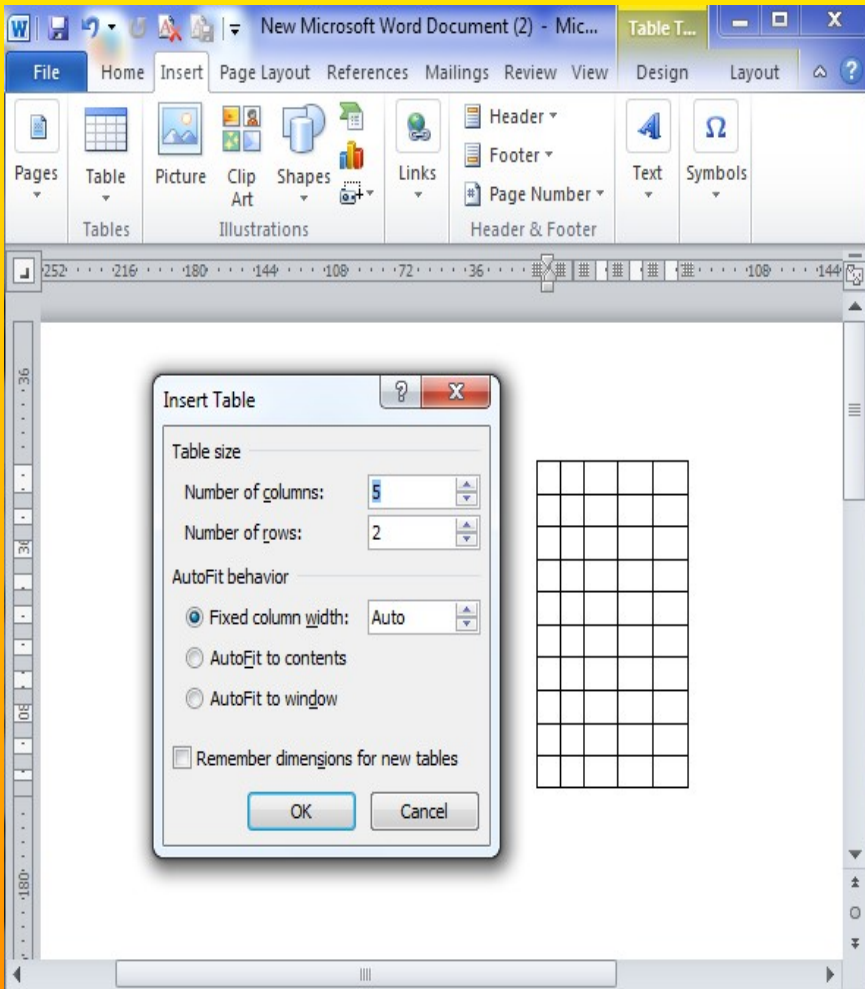 W New Microsoft Word Document (2) - Mic... Table T...
File Home Insert Page Layout References Mailings Review View Design Layout
Pages Table Picture Clip Art Shapes Links Header Footer Page Number Text Symbols
Tables Illustrations Header & Footer
252 216 180 144 108 72 36 108 144
36
36
180
Insert Table
Table size
Number of columns: 5
Number of rows: 2
AutoFit behavior
Fixed column width: Auto
AutoFit to contents
AutoFit to window
Remember dimensions for new tables
OK Cancel